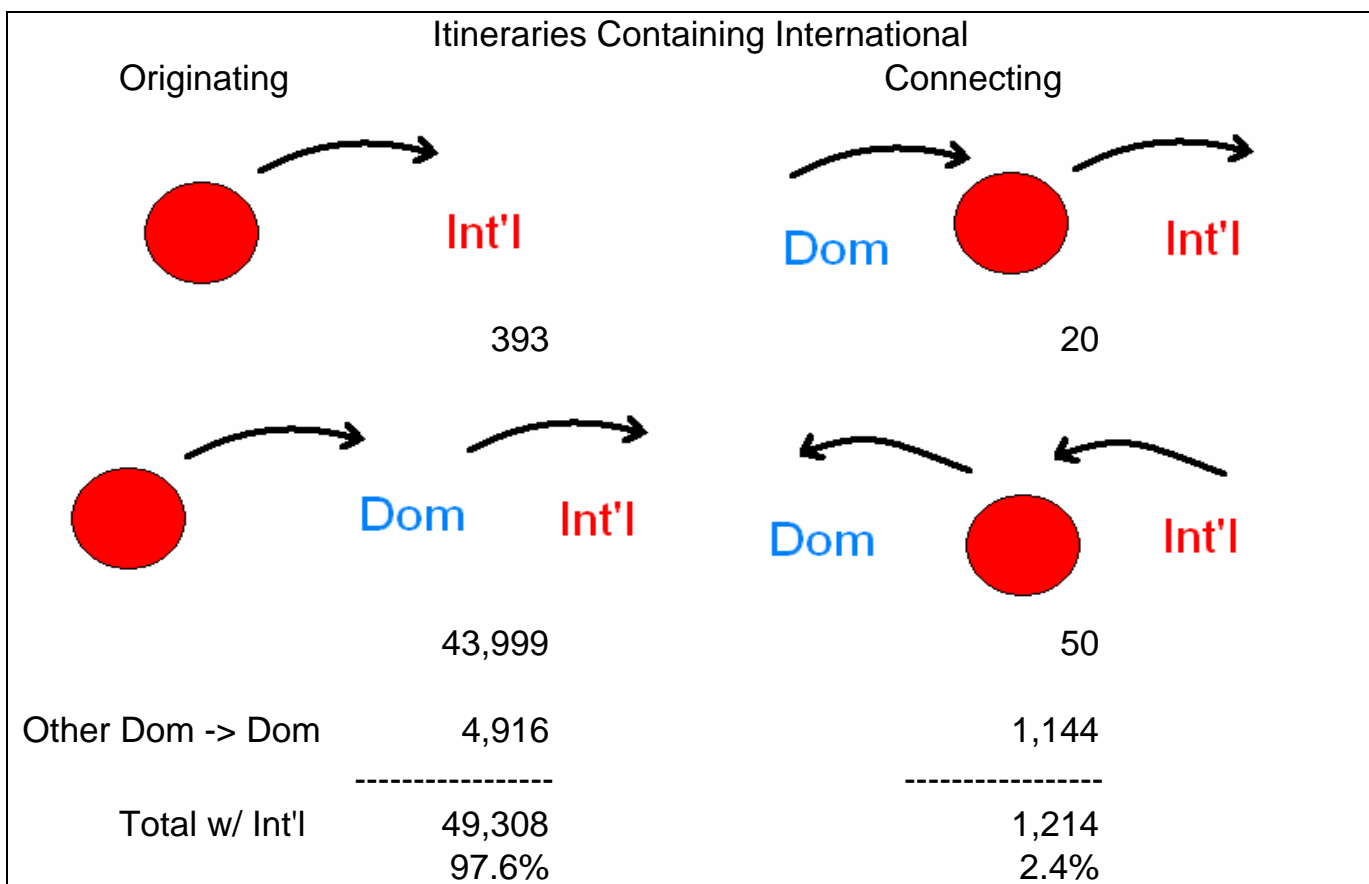 Itineraries Containing International
Originating Connecting
Int'l
Dom Int'l
393 20
Dom Int'l
Dom Int'l
43,999 50
Other Dom -> Dom 4,916 1,144
----------------- -----------------
Total w/ Int'l 49,308 1,214
97.6% 2.4%